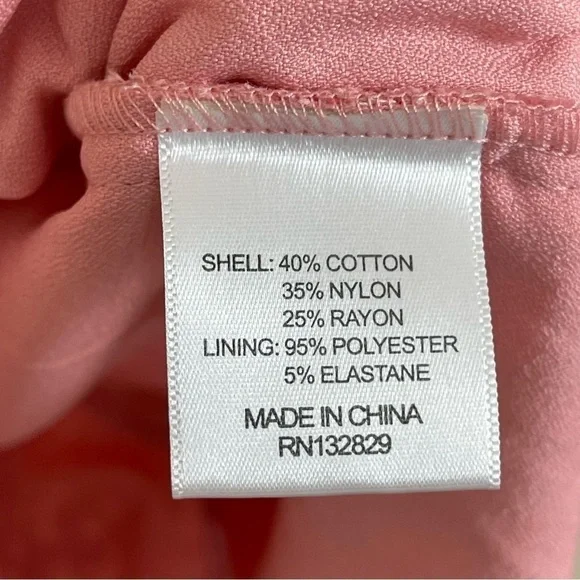 SHELL: 40% COTTON
35% NYLON
25% RAYON
LINING: 95% POLYESTER
5% ELASTANE
MADE IN CHINA
RN132829